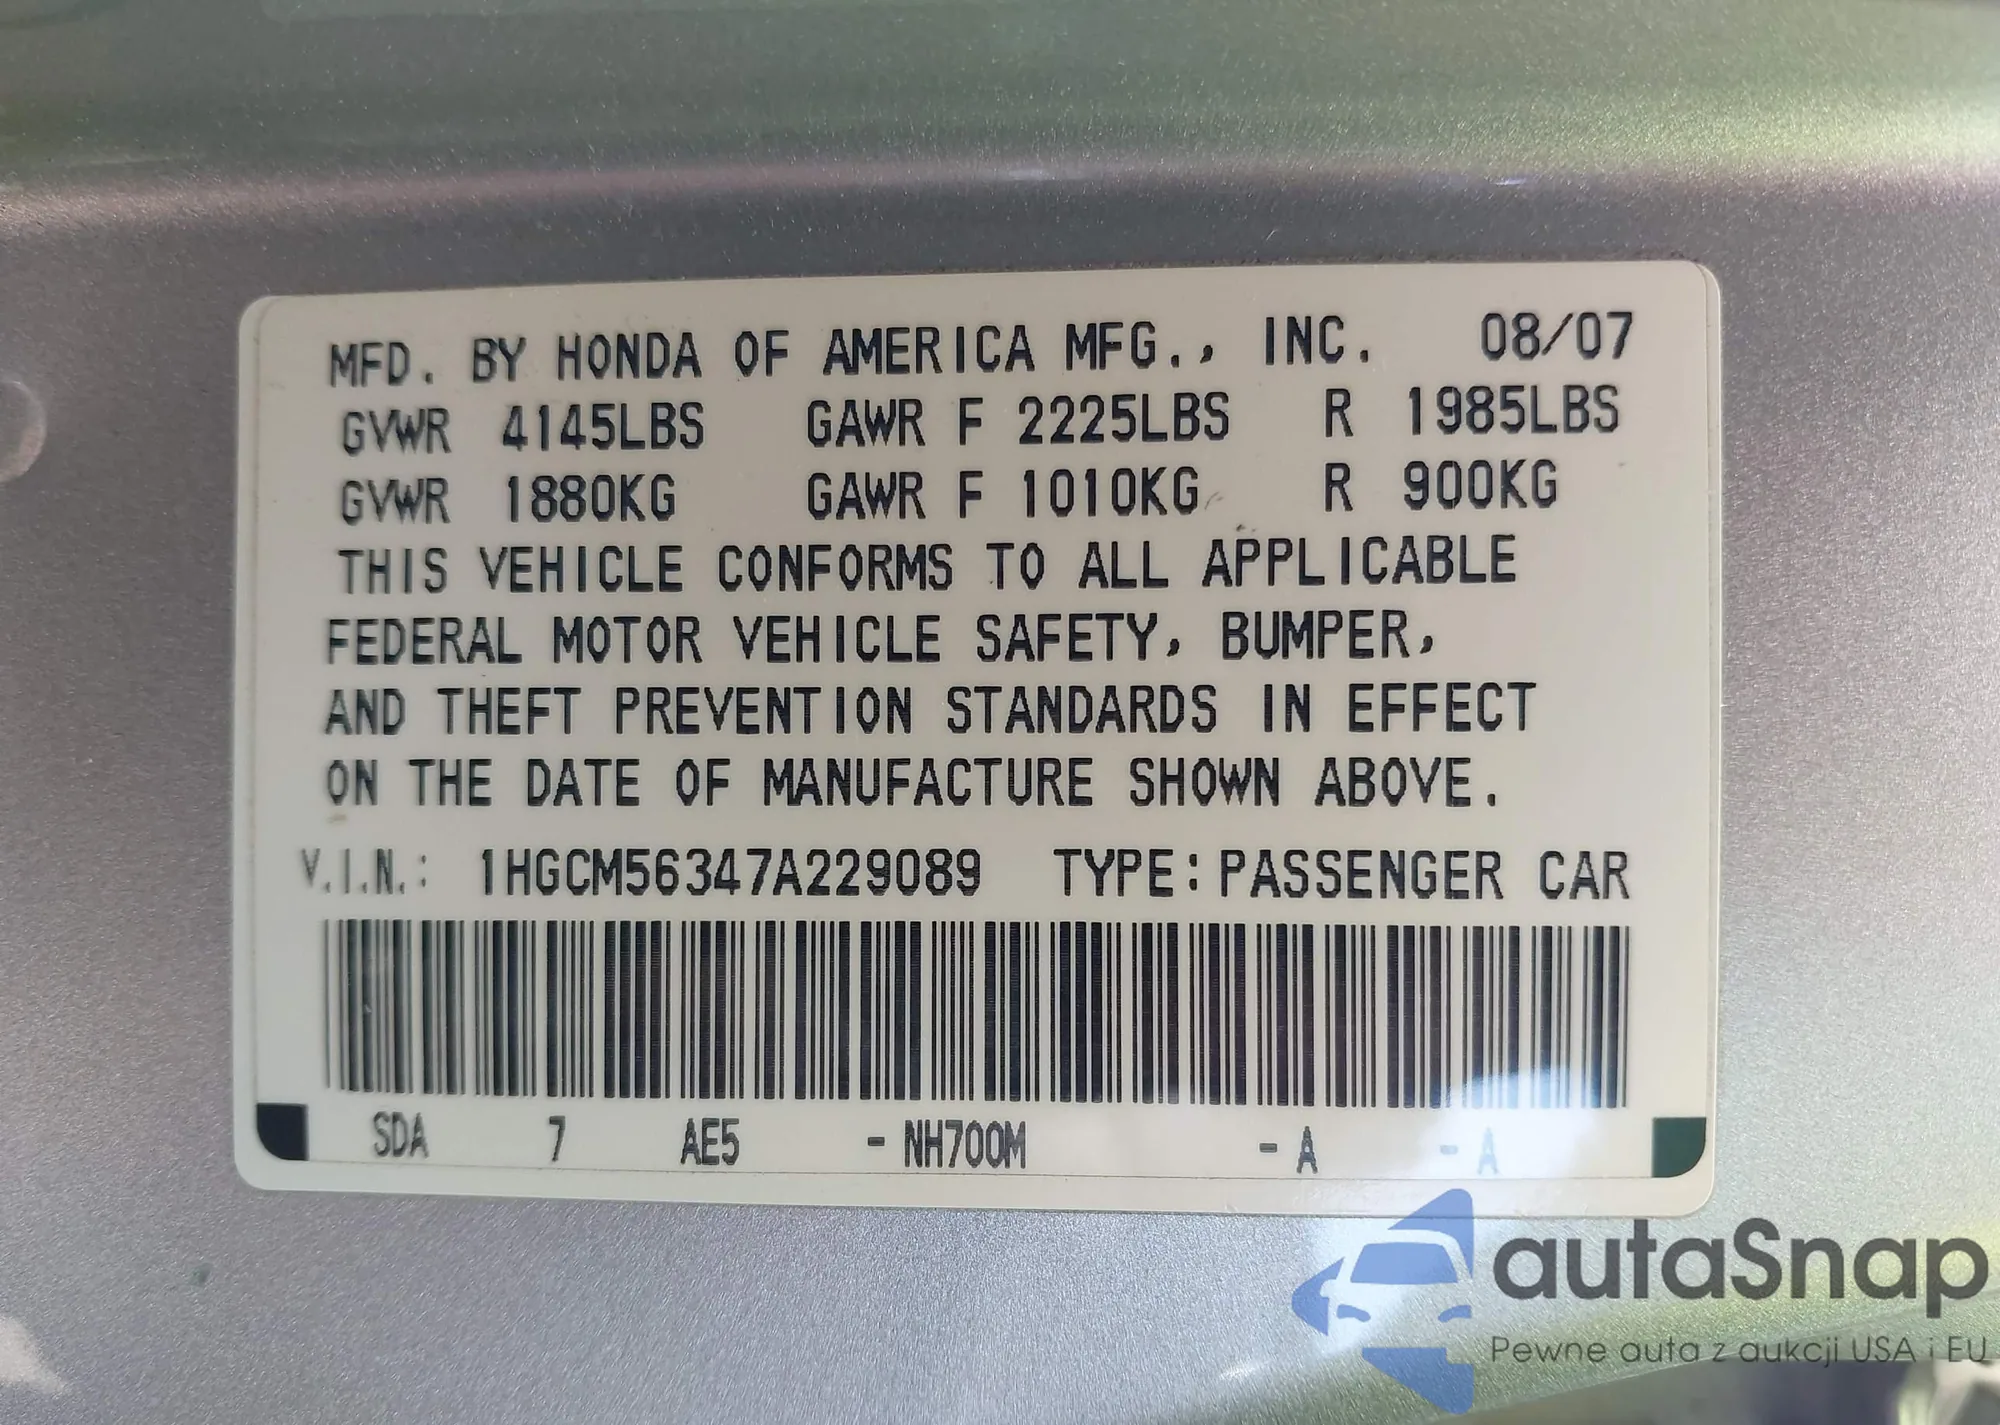 MFD. BY HONDA OF AMERICA MFG., INC. 08/07
GVWR 4145LBS GAWR F 2225LBS R 1985LBS
GVWR 1880KG GAWR F 1010KG R 900KG
THIS VEHICLE CONFORMS TO ALL APPLICABLE
FEDERAL MOTOR VEHICLE SAFETY, BUMPER,
AND THEFT PREVENTION STANDARDS IN EFFECT
ON THE DATE OF MANUFACTURE SHOWN ABOVE.
V.I.N.: 1HGCM56347A229089 TYPE:PASSENGER CAR
SDA 7 AE5 - NH700M - A - A
autaSnap
Pewne auta z aukcji USA i EU